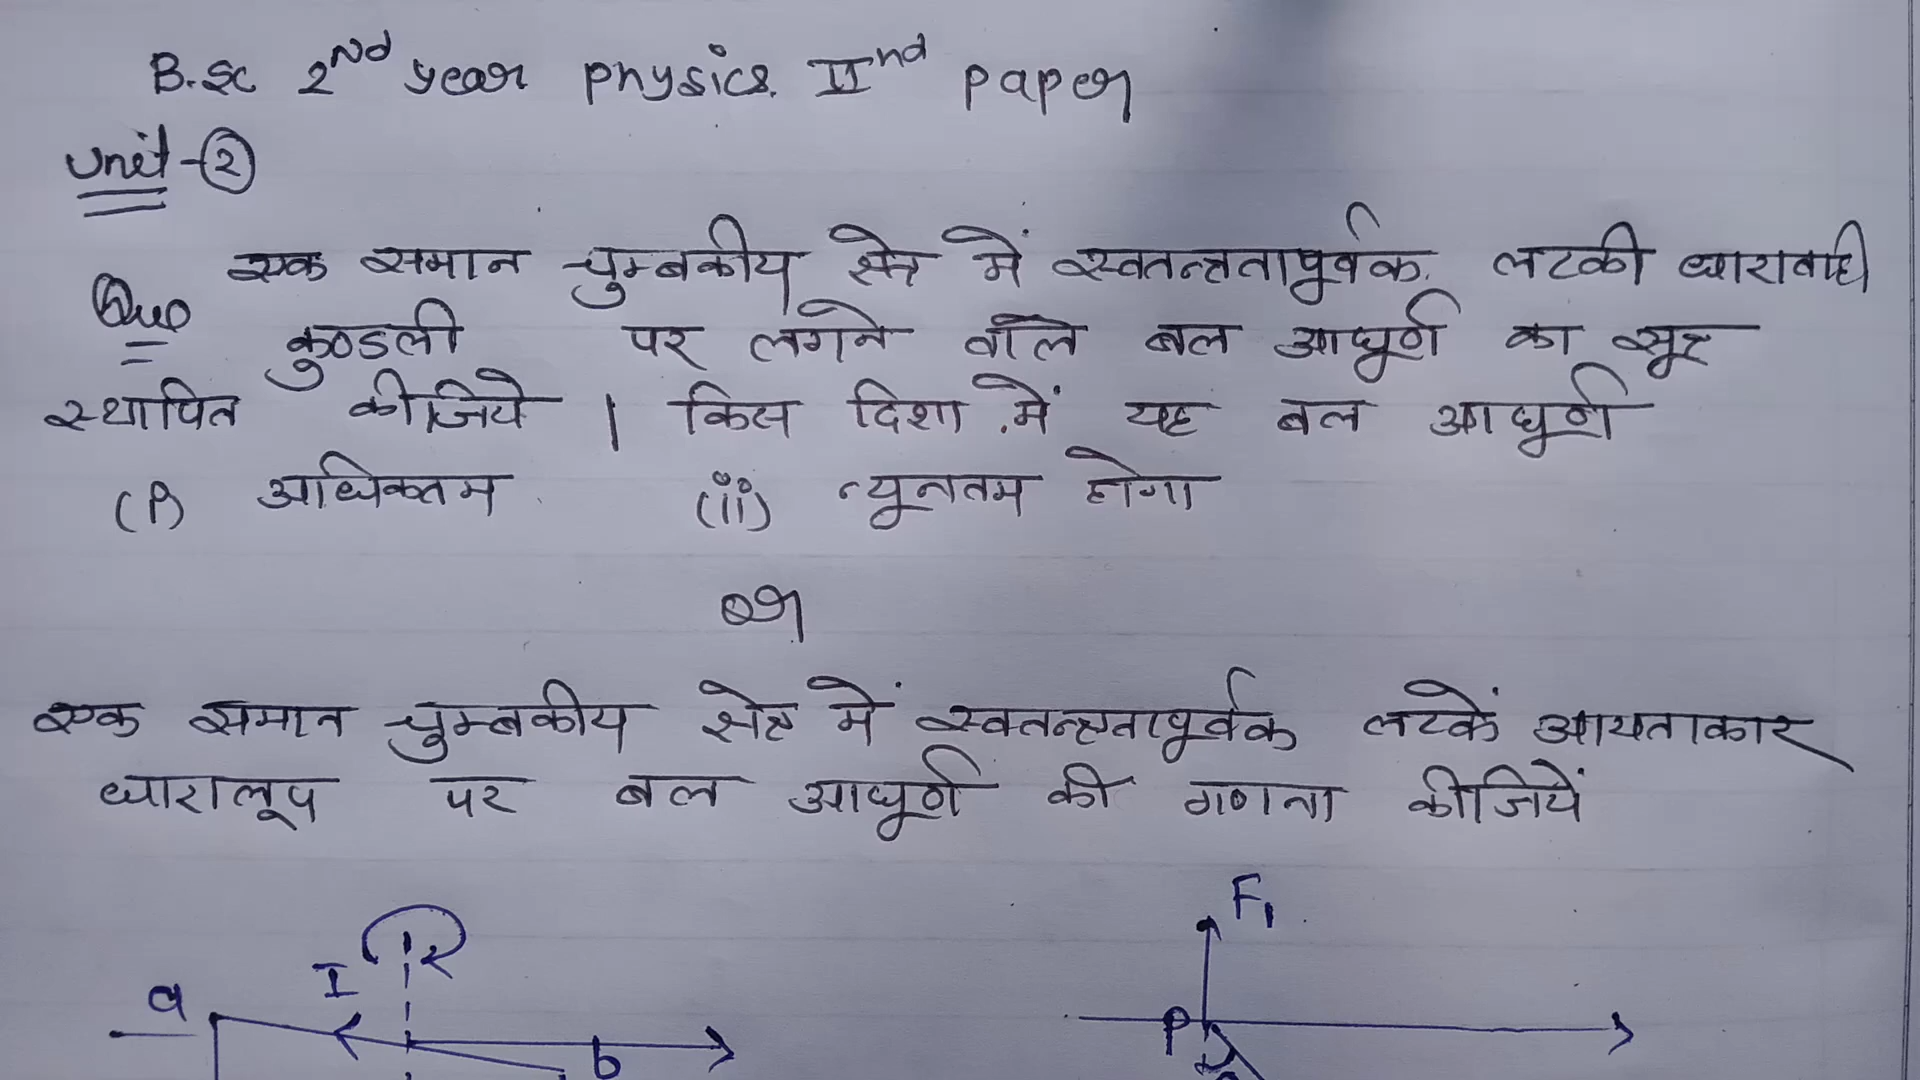 B.sc 2Nd year physics IInd paper
Unit-②
एक समान चुम्बकीय क्षेत्र में स्वतन्त्रतापूर्वक लटकी धारावाही
Que कुण्डली पर लगने वाले बल आघूर्ण का सूत्र
स्थापित कीजिये । किस दिशा में यह बल आघूर्ण
(i) अधिकतम (ii) न्यूनतम होगा
or
एक समान चुम्बकीय क्षेत्र में स्वतन्त्रतापूर्वक लटकें आयताकार
धारालूप पर बल आघूर्ण की गणना कीजियें
F1
I
a
P
b